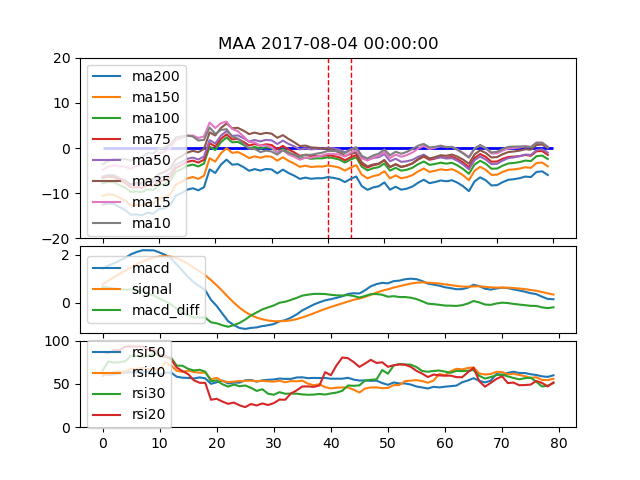 MAA 2017-08-04 00:00:00
20
10
0
−10
−20
ma200
ma150
ma100
ma75
ma50
ma35
ma15
ma10
2
0
macd
signal
macd_diff
100
50
0
rsi50
rsi40
rsi30
rsi20
0 10 20 30 40 50 60 70 80